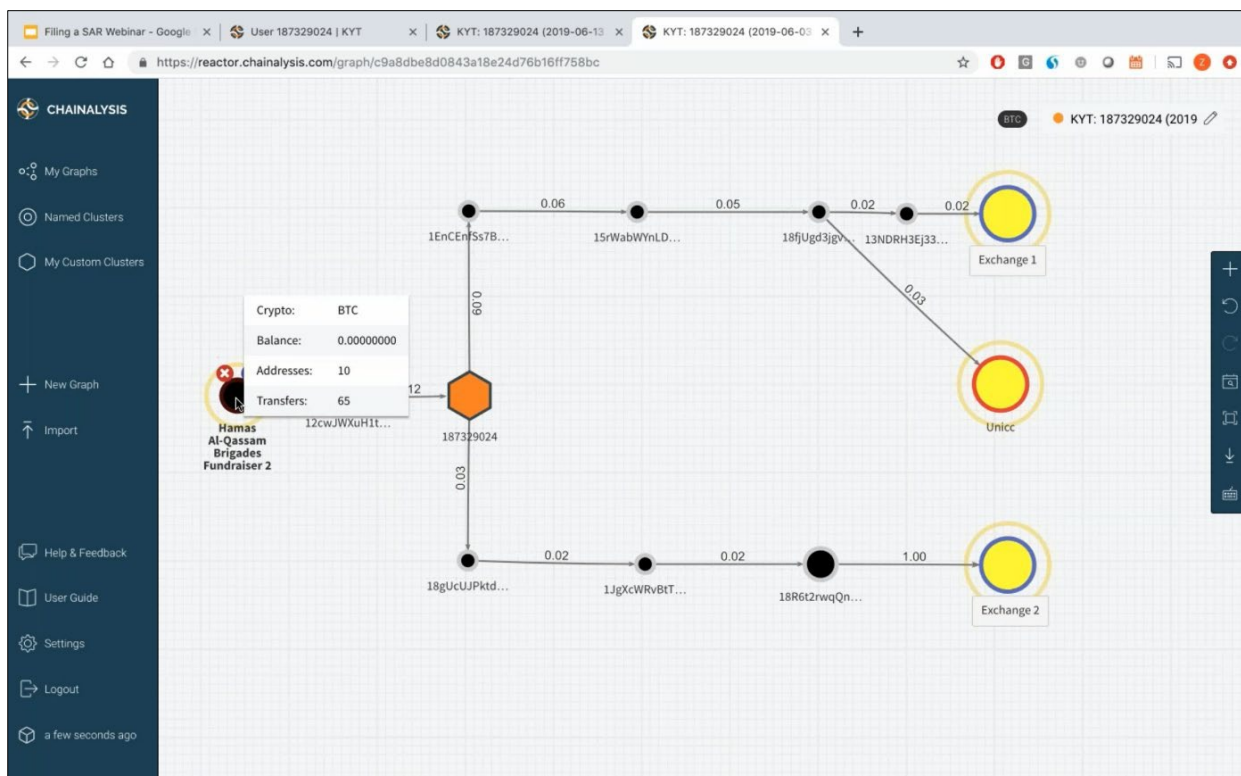 Filing a SAR Webinar - Google
User 187329024 | KYT
KYT: 187329024 (2019-06-13
KYT: 187329024 (2019-06-03
https://reactor.chainalysis.com/graph/c9a8dbe8d0843a18e24d76b16ff758bc
CHAINALYSIS
My Graphs
Named Clusters
My Custom Clusters
New Graph
Import
Help & Feedback
User Guide
Settings
Logout
a few seconds ago
BTC
KYT: 187329024 (2019
0.06
0.05
0.02
0.02
1EnCEnfSs7B...
15rWabWYnLD...
18fjUgd3jgv...
13NDRH3Ej33...
Exchange 1
0.09
0.03
Crypto: BTC
Balance: 0.00000000
Addresses: 10
Transfers: 65
12
12cwJWXuH1t...
187329024
Hamas
Al-Qassam
Brigades
Fundraiser 2
Unicc
0.03
0.02
0.02
1.00
18gUcUJPktd...
1JgXcWRvBtT...
18R6t2rwqQn...
Exchange 2